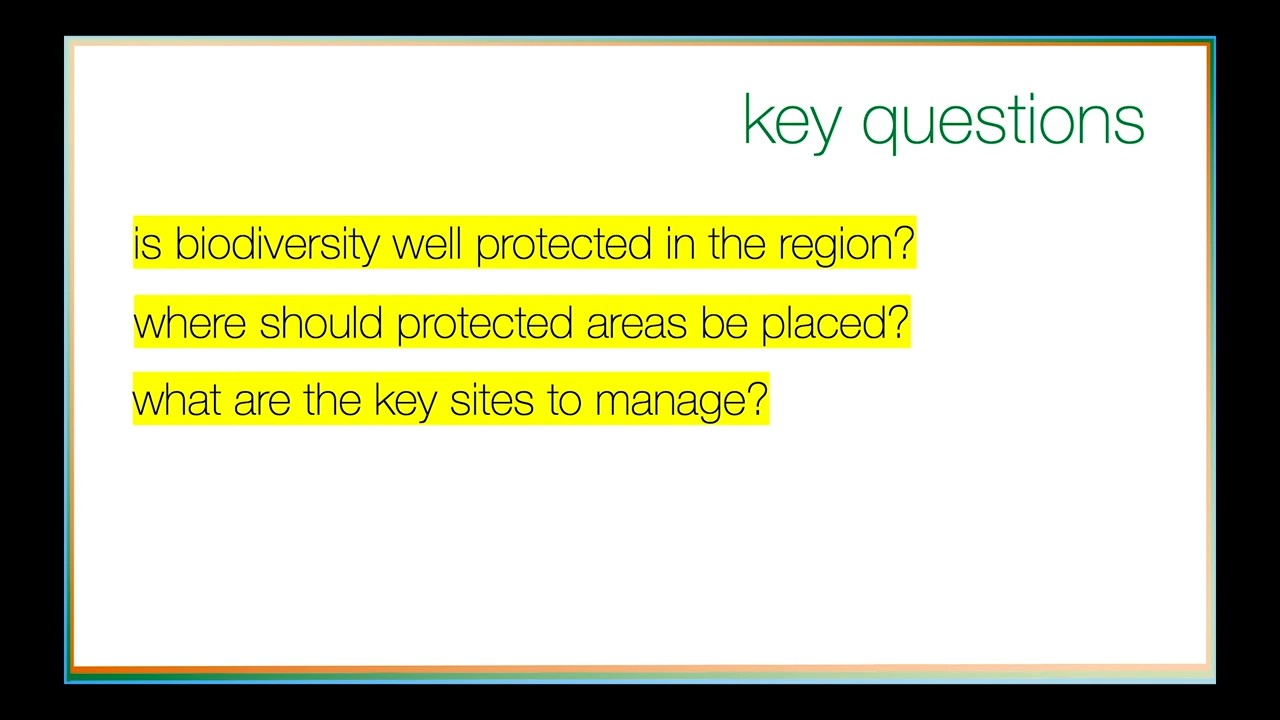 key questions
is biodiversity well protected in the region?
where should protected areas be placed?
what are the key sites to manage?